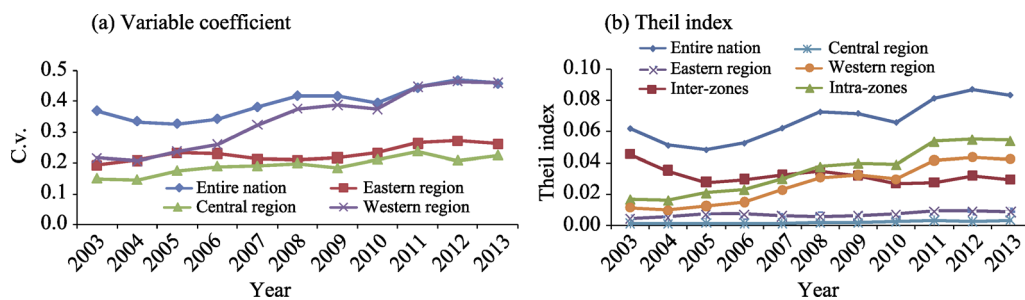 (a) Variable coefficient
0.5
0.4
0.3
0.2
0.1
0.0
C.v.
Entire nation
Eastern region
Central region
Western region
2003
2004
2005
2006
2007
2008
2009
2010
2011
2012
2013
Year
(b) Theil index
Entire nation
Central region
Eastern region
Western region
Inter-zones
Intra-zones
0.10
0.08
0.06
0.04
0.02
0.00
Theil index
2003
2004
2005
2006
2007
2008
2009
2010
2011
2012
2013
Year